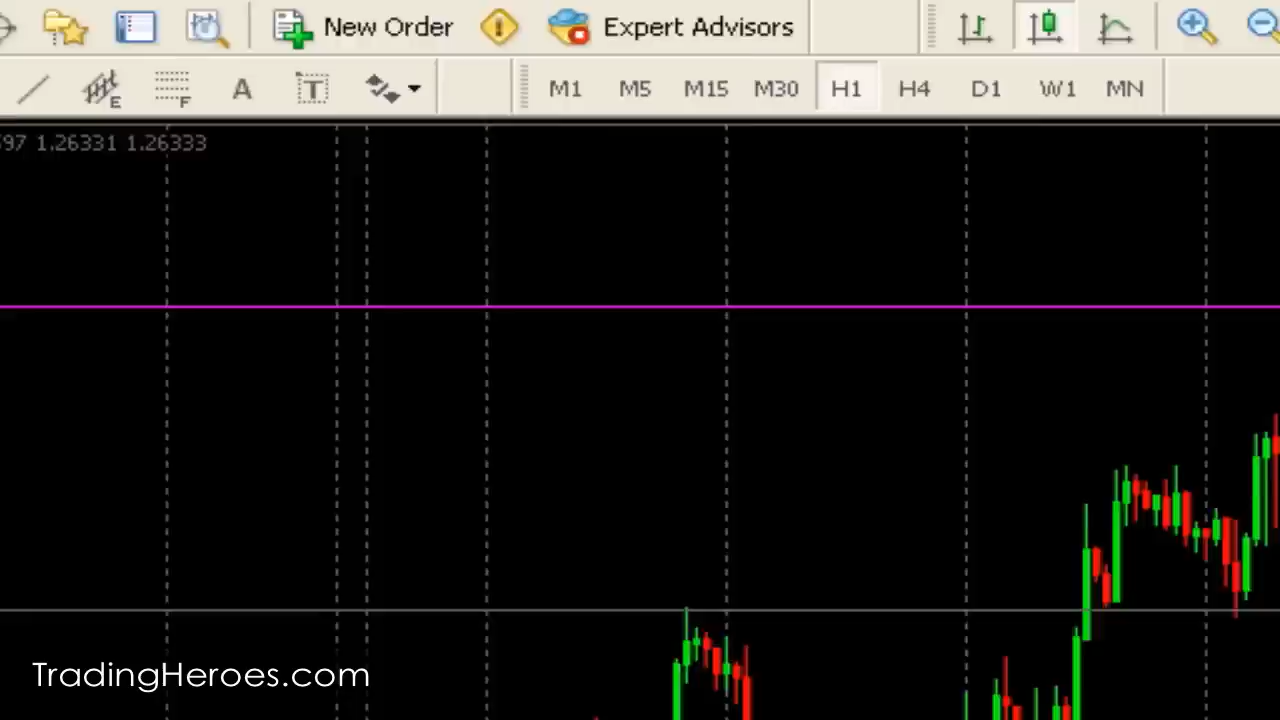 New Order Expert Advisors
E F A T M1 M5 M15 M30 H1 H4 D1 W1 MN
597 1.26331 1.26333
TradingHeroes.com